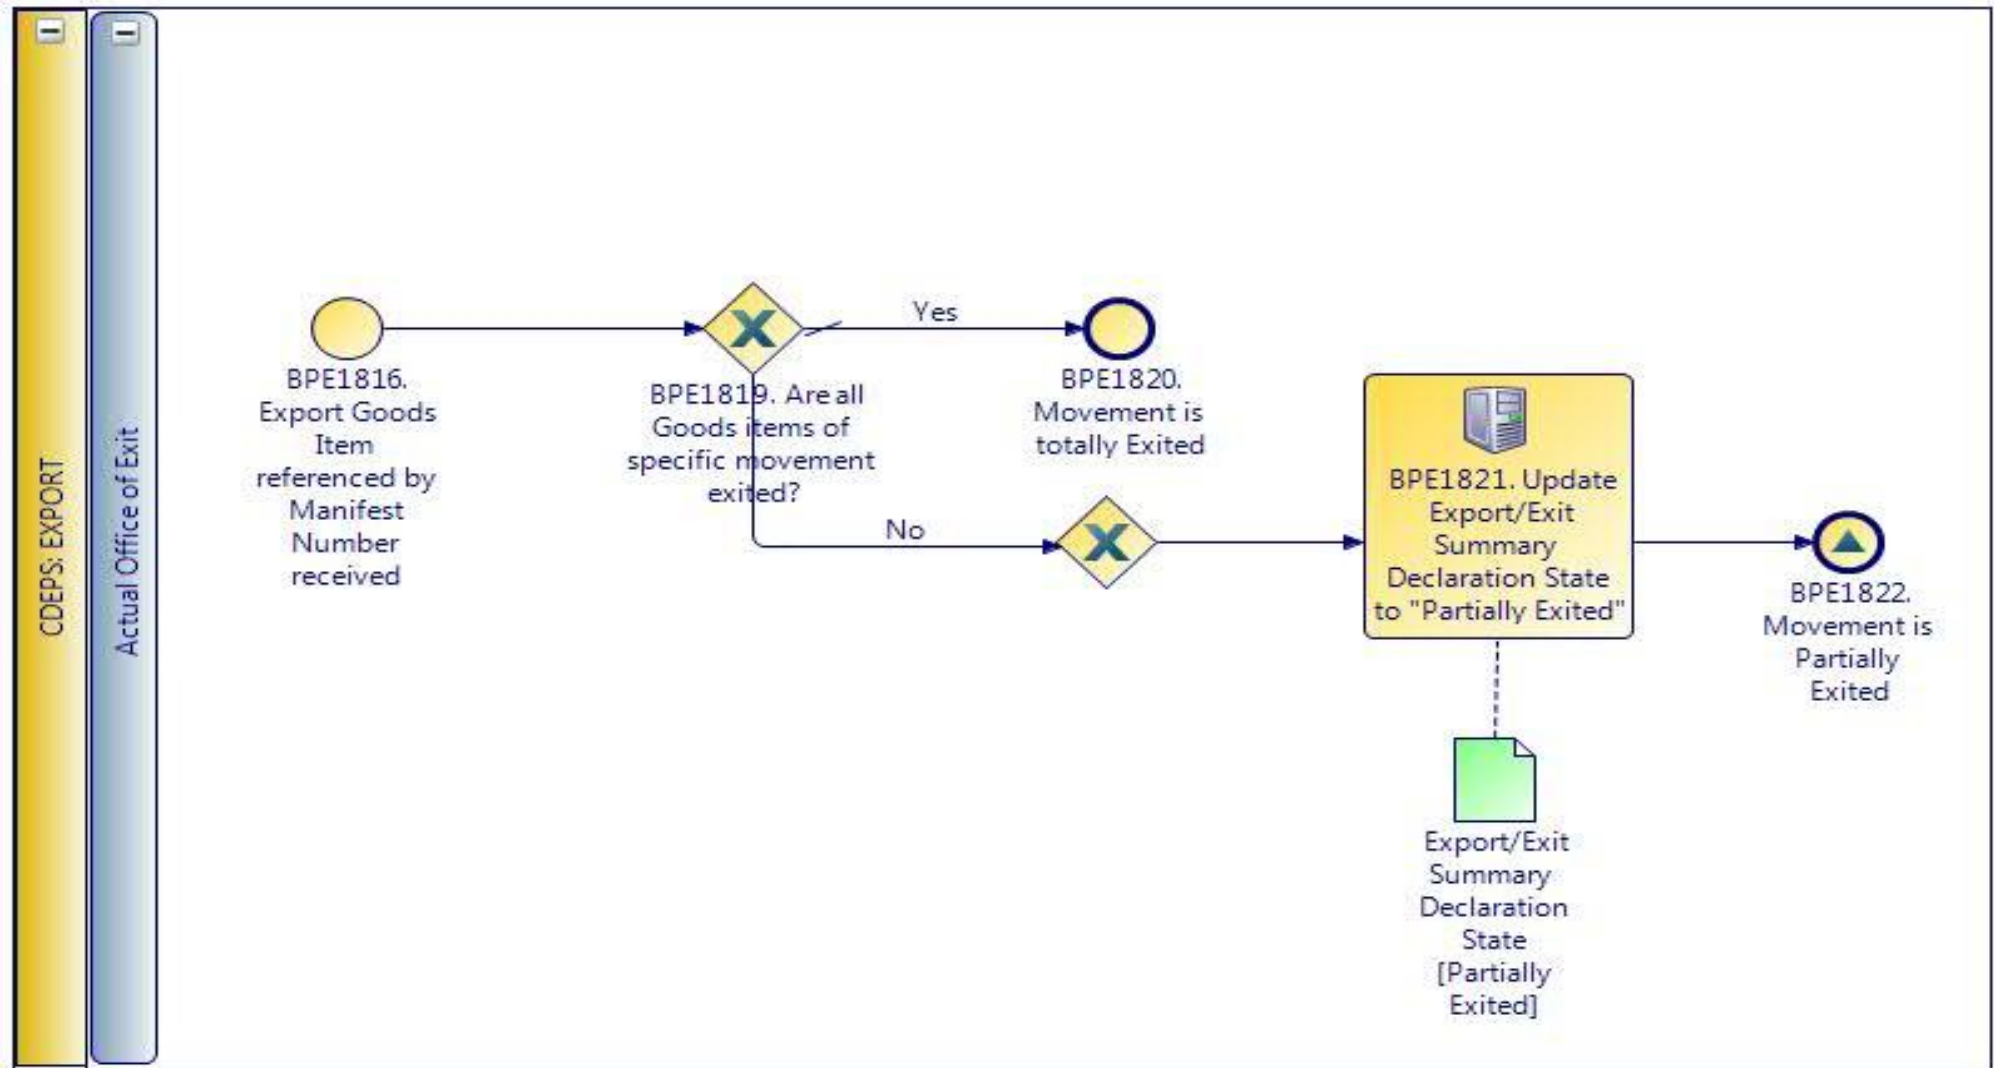 CDEPS: EXPORT
Actual Office of Exit
BPE1816.
Export Goods
Item
referenced by
Manifest
Number
received
BPE1819. Are all
Goods items of
specific movement
exited?
Yes
No
BPE1820.
Movement is
totally Exited
BPE1821. Update
Export/Exit
Summary
Declaration State
to "Partially Exited"
BPE1822.
Movement is
Partially
Exited
Export/Exit
Summary
Declaration
State
[Partially
Exited]